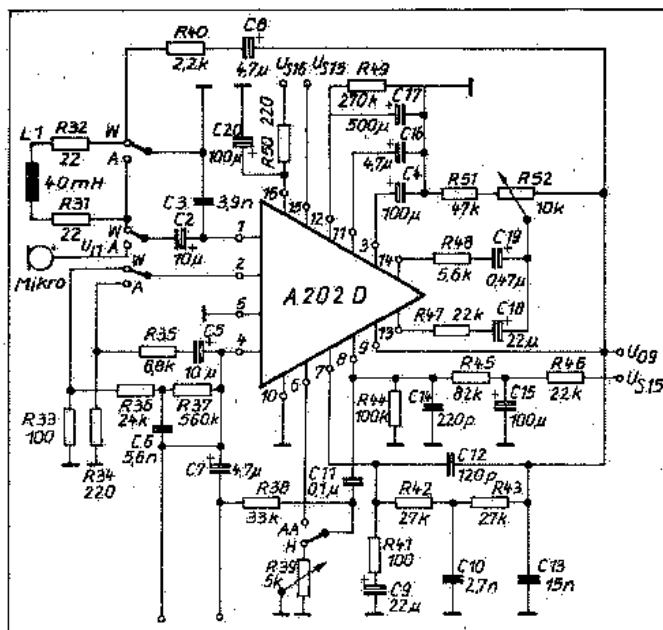 R40
2,2k
C8
+
4,7µ
U S16
U S13
R49
270k
C17
+
500µ
C16
+
4,7µ
L1
R32
22
W
A
C20
100µ
+
220
R50
40mH
R31
22
C3
3,9n
C4
+
100µ
R51
47k
R52
10k
W
A
C2
+
10µ
U I1
Mikro
W
A
16
15
12
11
3
14
1
2
5
4
A 202 D
R48
5,6k
C19
+
0,47µ
R47
22k
C18
+
22µ
13
9
8
7
6
10
R35
6,8k
C5
+
10µ
U 09
U S15
R33
100
R36
24k
R37
560k
R34
220
C6
5,6n
C7
+
4,7µ
R44
100k
C14
220p
R45
82k
C15
+
100µ
R46
22k
C11
0,1µ
C12
120p
R38
33k
R42
27k
R43
27k
AA
H
R39
5k
R41
100
C9
+
22µ
C10
2,7n
C13
15n